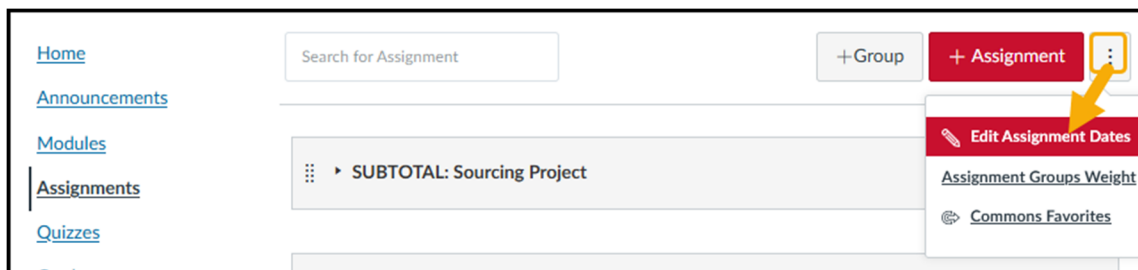 Home
Search for Assignment
+Group
+ Assignment
Announcements
Modules
Edit Assignment Dates
SUBTOTAL: Sourcing Project
Assignment Groups Weight
Assignments
Commons Favorites
Quizzes